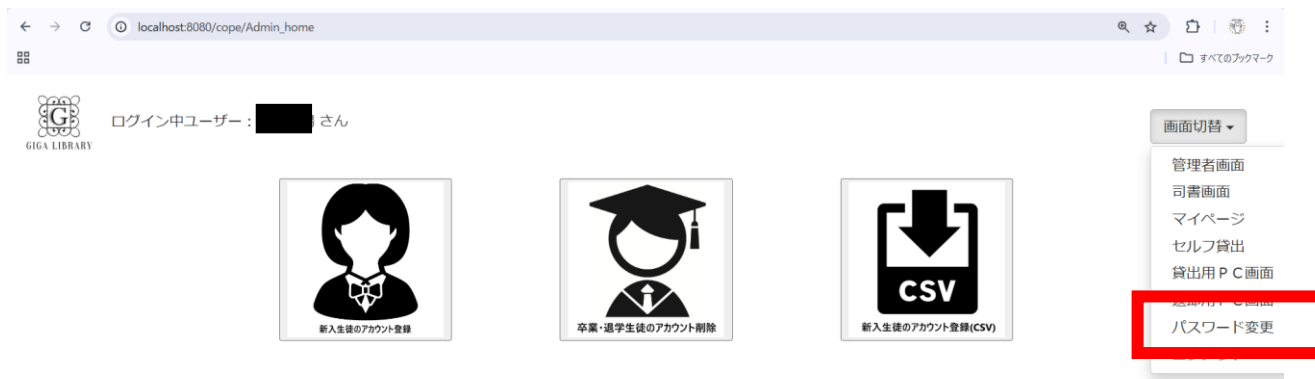 localhost:8080/cope/Admin_home
すべてのブックマーク
G
GIGA LIBRARY
ログイン中ユーザー：
さん
画面切替
管理者画面
司書画面
マイページ
セルフ貸出
貸出用ＰＣ画面
パスワード変更
新入生徒のアカウント登録
卒業・退学生徒のアカウント削除
CSV
新入生徒のアカウント登録(CSV)